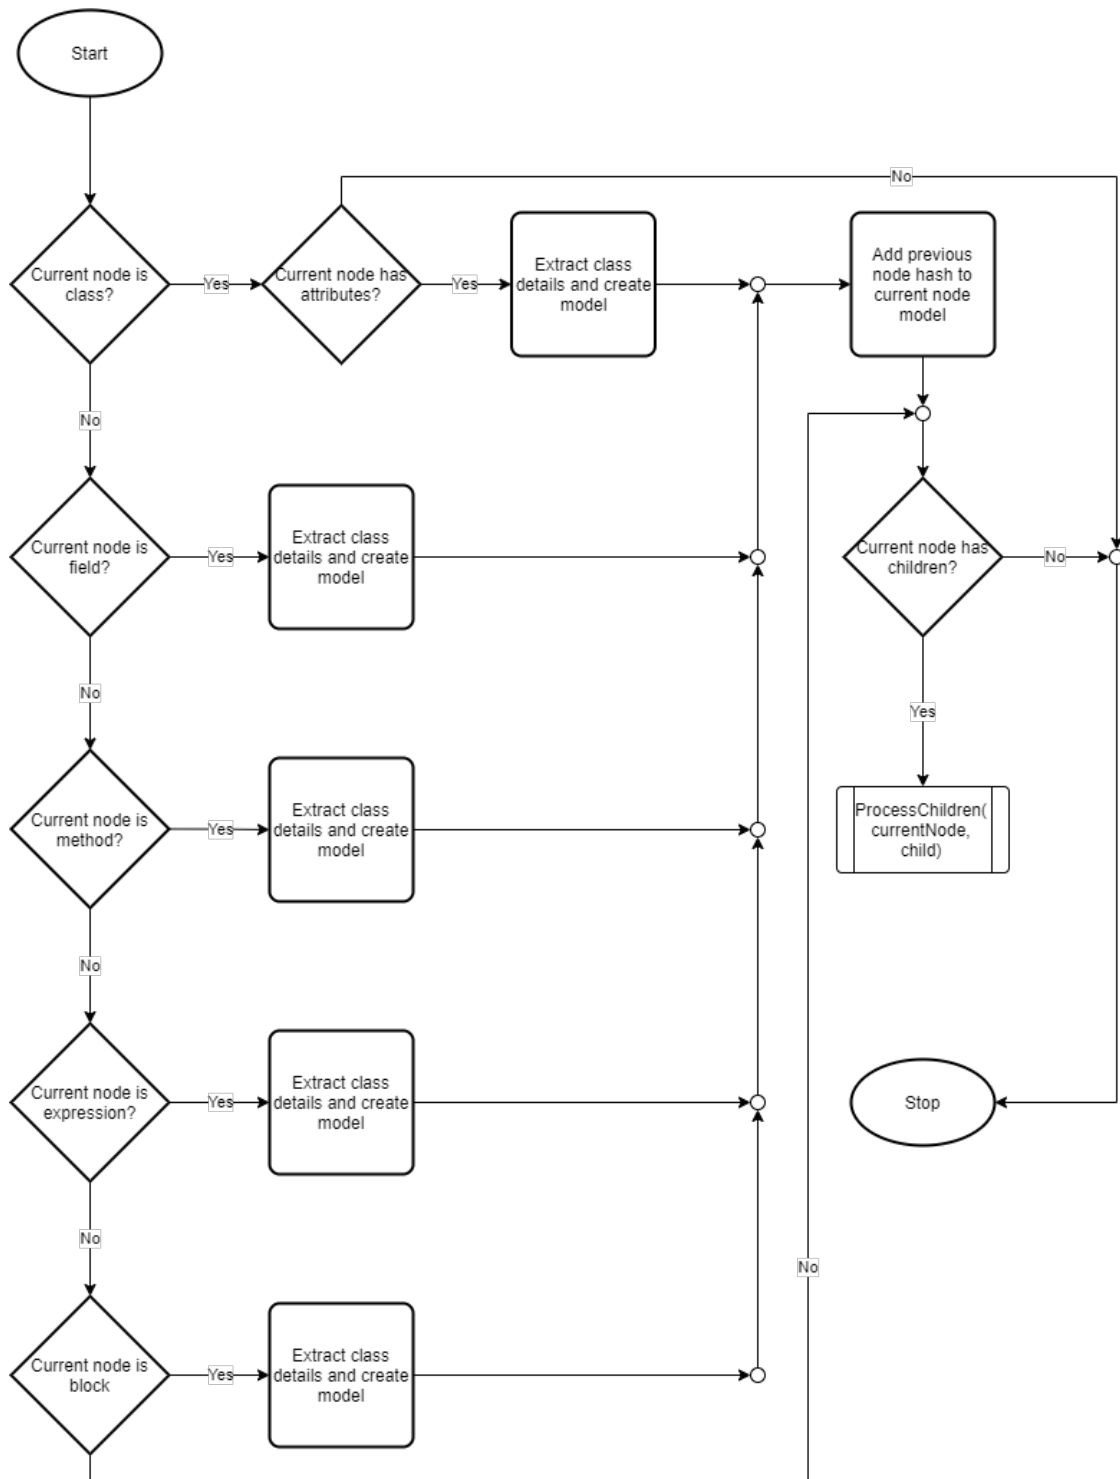 Start
No
Current node is
class?
Yes
Current node has
attributes?
Yes
Extract class
details and create
model
Add previous
node hash to
current node
model
No
Current node is
field?
Yes
Extract class
details and create
model
Current node has
children?
No
No
Yes
Current node is
method?
Yes
Extract class
details and create
model
ProcessChildren(
currentNode,
child)
No
Current node is
expression?
Yes
Extract class
details and create
model
Stop
No
No
Current node is
block
Yes
Extract class
details and create
model